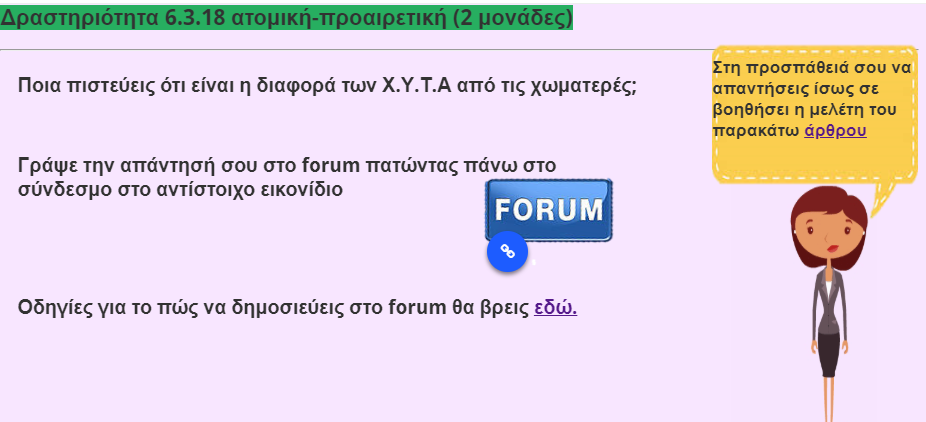 Δραστηριότητα 6.3.18 ατομική-προαιρετική (2 μονάδες)
Ποια πιστεύεις ότι είναι η διαφορά των Χ.Υ.Τ.Α από τις χωματερές;
Στη προσπάθειά σου να
απαντήσεις ίσως σε
βοηθήσει η μελέτη του
παρακάτω άρθρου
Γράψε την απάντησή σου στο forum πατώντας πάνω στο
σύνδεσμο στο αντίστοιχο εικονίδιο
FORUM
Οδηγίες για το πώς να δημοσιεύεις στο forum θα βρεις εδώ.